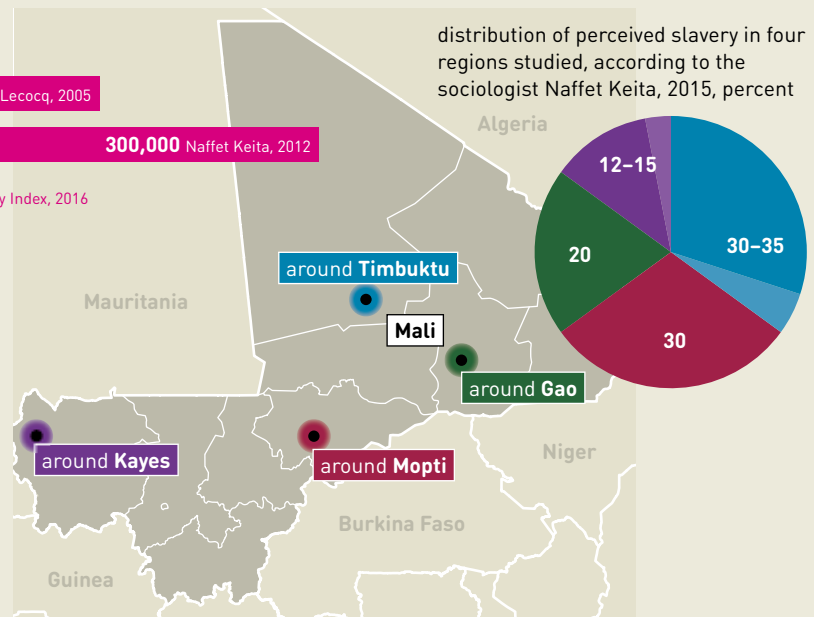 distribution of perceived slavery in four
regions studied, according to the
sociologist Naffet Keita, 2015, percent
Lecocq, 2005
300,000 Naffet Keita, 2012
Index, 2016
Algeria
12–15
30–35
20
30
around Timbuktu
Mauritania
Mali
around Gao
around Kayes
around Mopti
Niger
Burkina Faso
Guinea